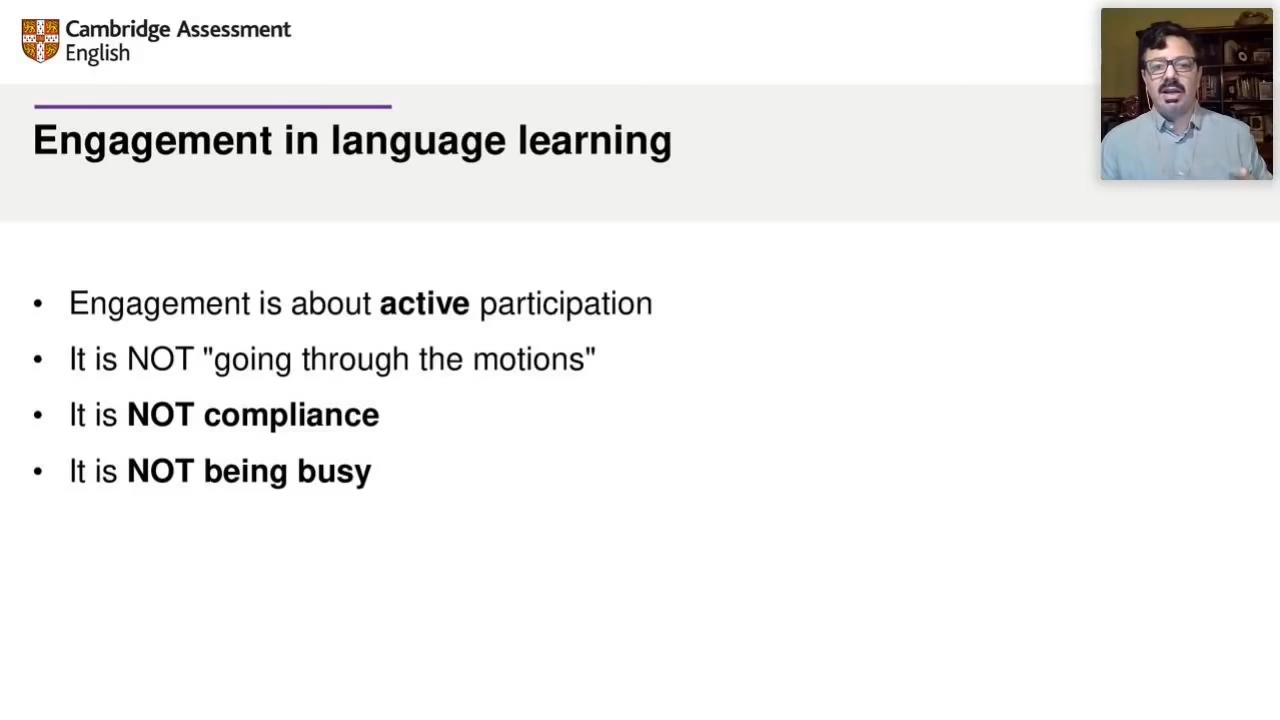 Cambridge Assessment
English
Engagement in language learning
• Engagement is about active participation
• It is NOT "going through the motions"
• It is NOT compliance
• It is NOT being busy